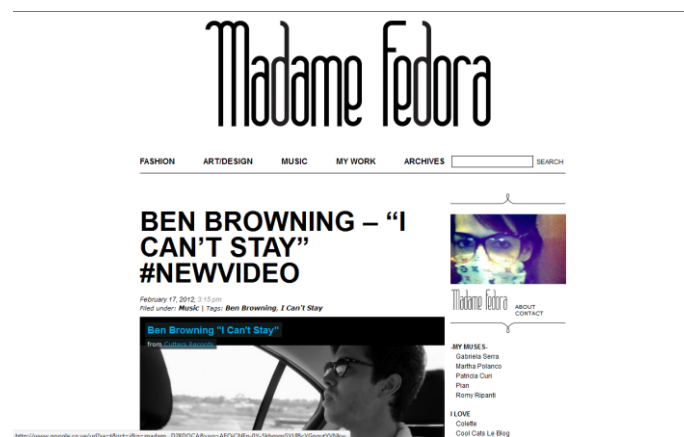 Madame Fedora
FASHION ART/DESIGN MUSIC MY WORK ARCHIVES SEARCH
BEN BROWNING – “I
CAN’T STAY”
#NEWVIDEO
February 17, 2012, 3:15 pm
Filed under: Music | Tags: Ben Browning, I Can't Stay
Ben Browning "I Can't Stay"
from Cutters Records
Madame Fedora
ABOUT
CONTACT
-MY MUSES-
Gabriela Serra
Martha Polanco
Patricia Curi
Plan
Romy Ripanti
I LOVE
Colette
Cool Cats Le Blog